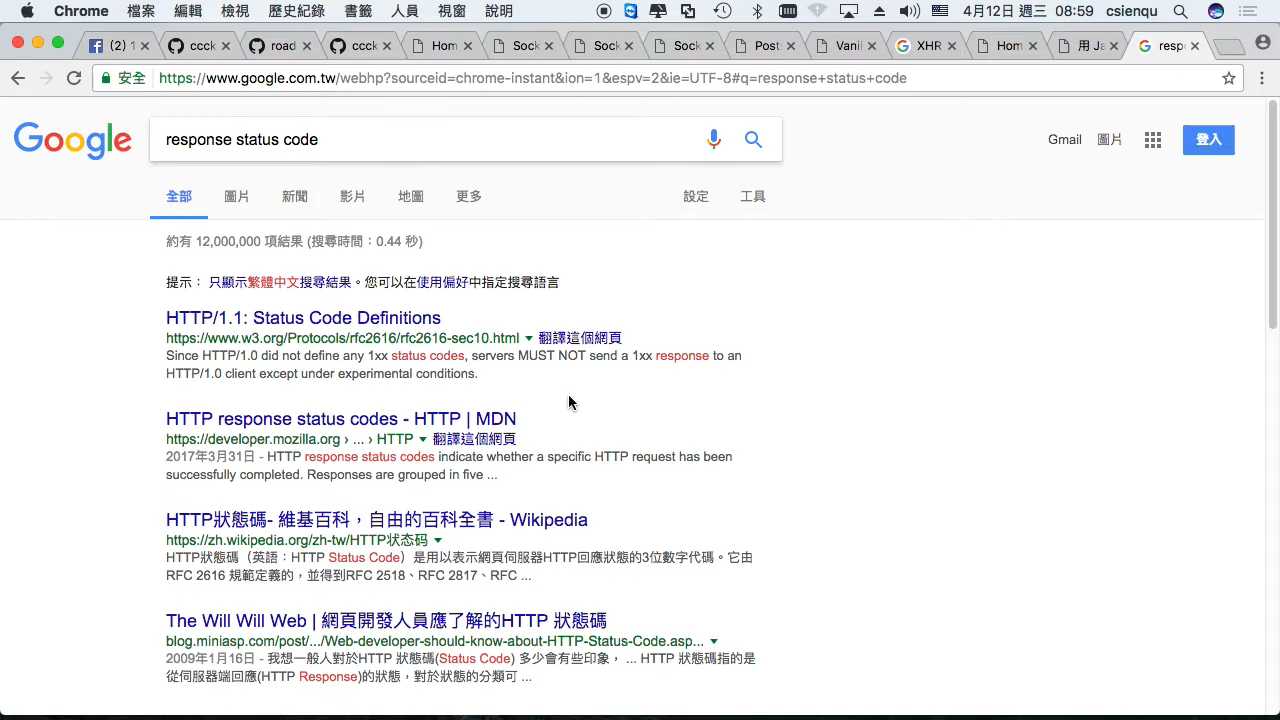 Chrome 檔案 編輯 檢視 歷史紀錄 書籤 人員 視窗 說明 4月12日 週三 08:59 csienqu
(2) 1 ccck road ccck Hom Sock Sock Sock Post Vanil XHR Hom 用 Ja resp
安全 https://www.google.com.tw/webhp?sourceid=chrome-instant&ion=1&espv=2&ie=UTF-8#q=response+status+code
Google response status code Gmail 圖片 登入
全部 圖片 新聞 影片 地圖 更多 設定 工具
約有 12,000,000 項結果 (搜尋時間：0.44 秒)
提示： 只顯示繁體中文搜尋結果。您可以在使用偏好中指定搜尋語言
HTTP/1.1: Status Code Definitions
https://www.w3.org/Protocols/rfc2616/rfc2616-sec10.html 翻譯這個網頁
Since HTTP/1.0 did not define any 1xx status codes, servers MUST NOT send a 1xx response to an
HTTP/1.0 client except under experimental conditions.
HTTP response status codes - HTTP | MDN
https://developer.mozilla.org › ... › HTTP 翻譯這個網頁
2017年3月31日 - HTTP response status codes indicate whether a specific HTTP request has been
successfully completed. Responses are grouped in five ...
HTTP狀態碼- 維基百科，自由的百科全書 - Wikipedia
https://zh.wikipedia.org/zh-tw/HTTP状态码
HTTP狀態碼（英語：HTTP Status Code）是用以表示網頁伺服器HTTP回應狀態的3位數字代碼。它由
RFC 2616 規範定義的，並得到RFC 2518、RFC 2817、RFC ...
The Will Will Web | 網頁開發人員應了解的HTTP 狀態碼
blog.miniasp.com/post/.../Web-developer-should-know-about-HTTP-Status-Code.asp...
2009年1月16日 - 我想一般人對於HTTP 狀態碼(Status Code) 多少會有些印象， ... HTTP 狀態碼指的是
從伺服器端回應(HTTP Response)的狀態，對於狀態的分類可 ...